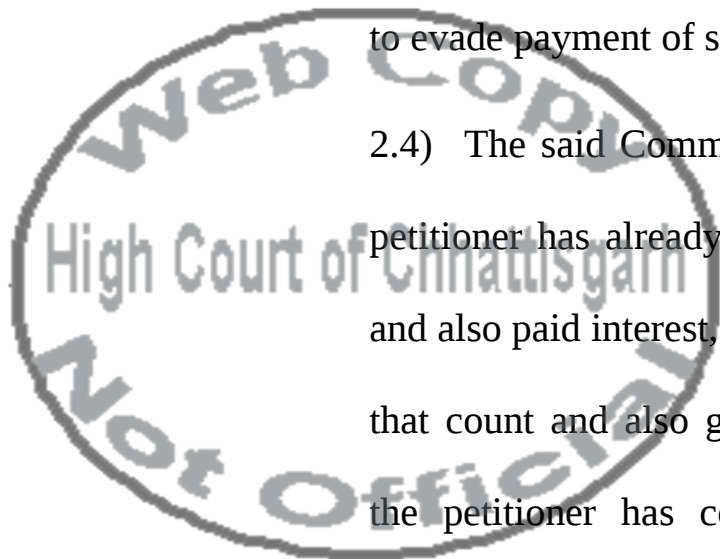 to evade payment of s
Web Copy
2.4) The said Comm
petitioner has already
High Court of Chhattisgarh
and also paid interest,
that count and also g
Not Official
the petitioner has co